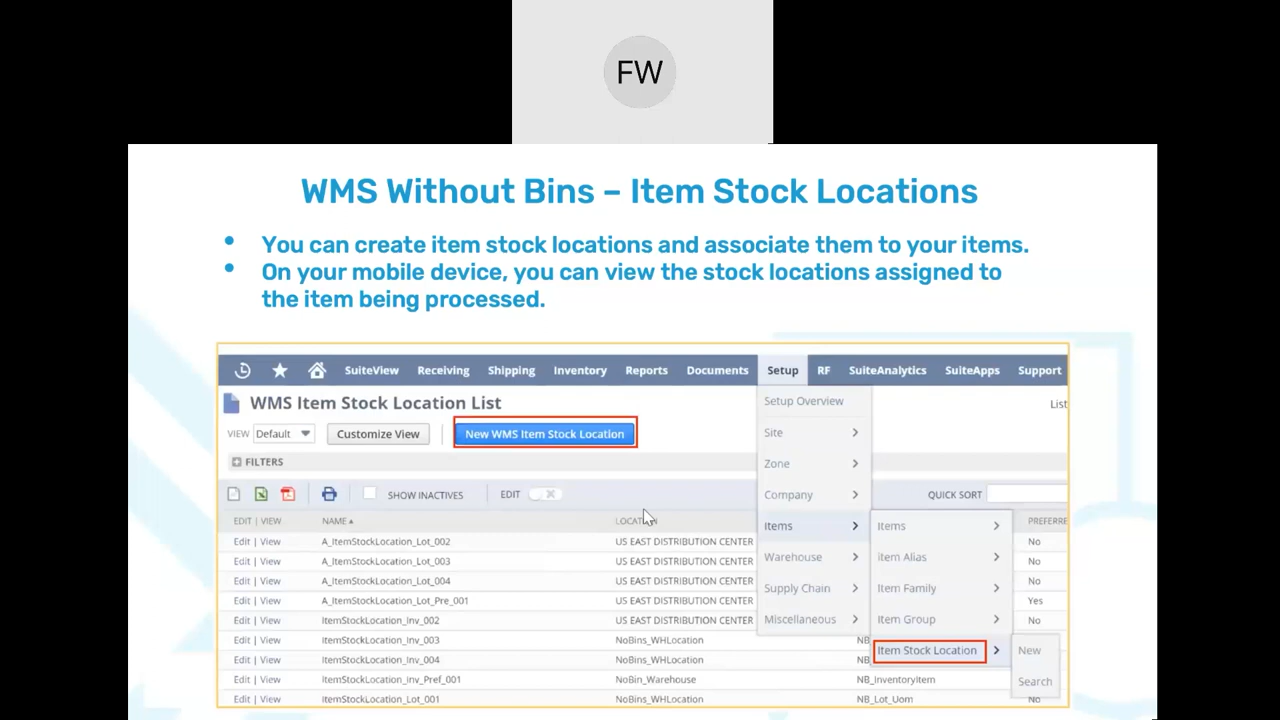 FW
WMS Without Bins – Item Stock Locations
• You can create item stock locations and associate them to your items.
• On your mobile device, you can view the stock locations assigned to
the item being processed.
SuiteView Receiving Shipping Inventory Reports Documents Setup RF SuiteAnalytics SuiteApps Support
WMS Item Stock Location List
List
Setup Overview
VIEW Default Customize View New WMS Item Stock Location
Site
FILTERS
Zone
SHOW INACTIVES EDIT
Company
QUICK SORT
EDIT | VIEW NAME LOCATION
Items
Items
PREFERRE
Edit | View A_ItemStockLocation_Lot_002 US EAST DISTRIBUTION CENTER No
Warehouse
Item Alias
Edit | View A_ItemStockLocation_Lot_003 US EAST DISTRIBUTION CENTER No
Edit | View A_ItemStockLocation_Lot_004 US EAST DISTRIBUTION CENTER No
Supply Chain
Item Family
Edit | View A_ItemStockLocation_Lot_Pre_001 US EAST DISTRIBUTION CENTER Yes
Miscellaneous
Item Group
Edit | View ItemStockLocation_Inv_002 US EAST DISTRIBUTION CENTER No
Edit | View ItemStockLocation_Inv_003 NoBins_WHLocation NB
Item Stock Location
New
Edit | View ItemStockLocation_Inv_004 NoBins_WHLocation NB
Edit | View ItemStockLocation_Inv_Pref_001 NoBin_Warehouse NB_InventoryItem
Search
Edit | View ItemStockLocation_Lot_001 NoBins_WHLocation NB_Lot_Uom No